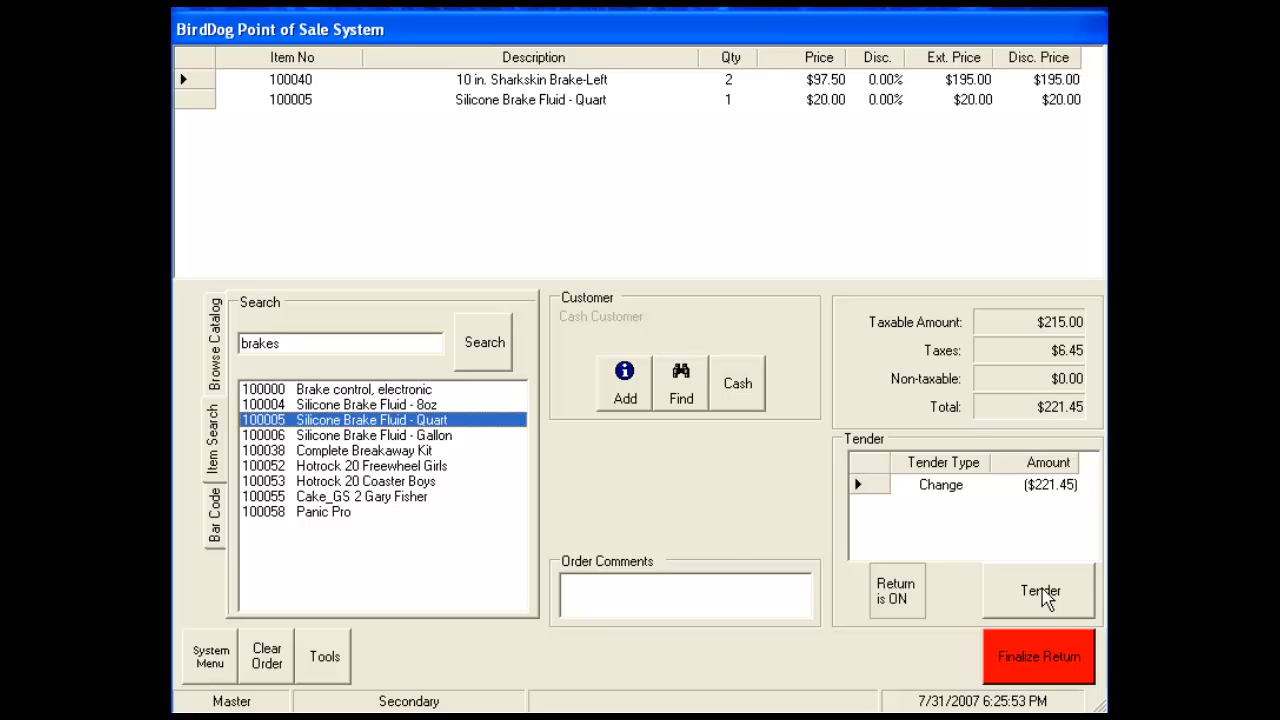 BirdDog Point of Sale System
Item No Description Qty Price Disc. Ext. Price Disc. Price
100040 10 in. Sharkskin Brake-Left 2 $97.50 0.00% $195.00 $195.00
100005 Silicone Brake Fluid - Quart 1 $20.00 0.00% $20.00 $20.00
Browse Catalog
Item Search
Bar Code
Search
brakes
Search
100000 Brake control, electronic
100004 Silicone Brake Fluid - 8oz
100005 Silicone Brake Fluid - Quart
100006 Silicone Brake Fluid - Gallon
100038 Complete Breakaway Kit
100052 Hotrock 20 Freewheel Girls
100053 Hotrock 20 Coaster Boys
100055 Cake_GS 2 Gary Fisher
100058 Panic Pro
Customer
Cash Customer
Add
Find
Cash
Order Comments
Taxable Amount: $215.00
Taxes: $6.45
Non-taxable: $0.00
Total: $221.45
Tender
Tender Type Amount
Change ($221.45)
Return
is ON
Tender
System
Menu
Clear
Order
Tools
Finalize Return
Master
Secondary
7/31/2007 6:25:53 PM